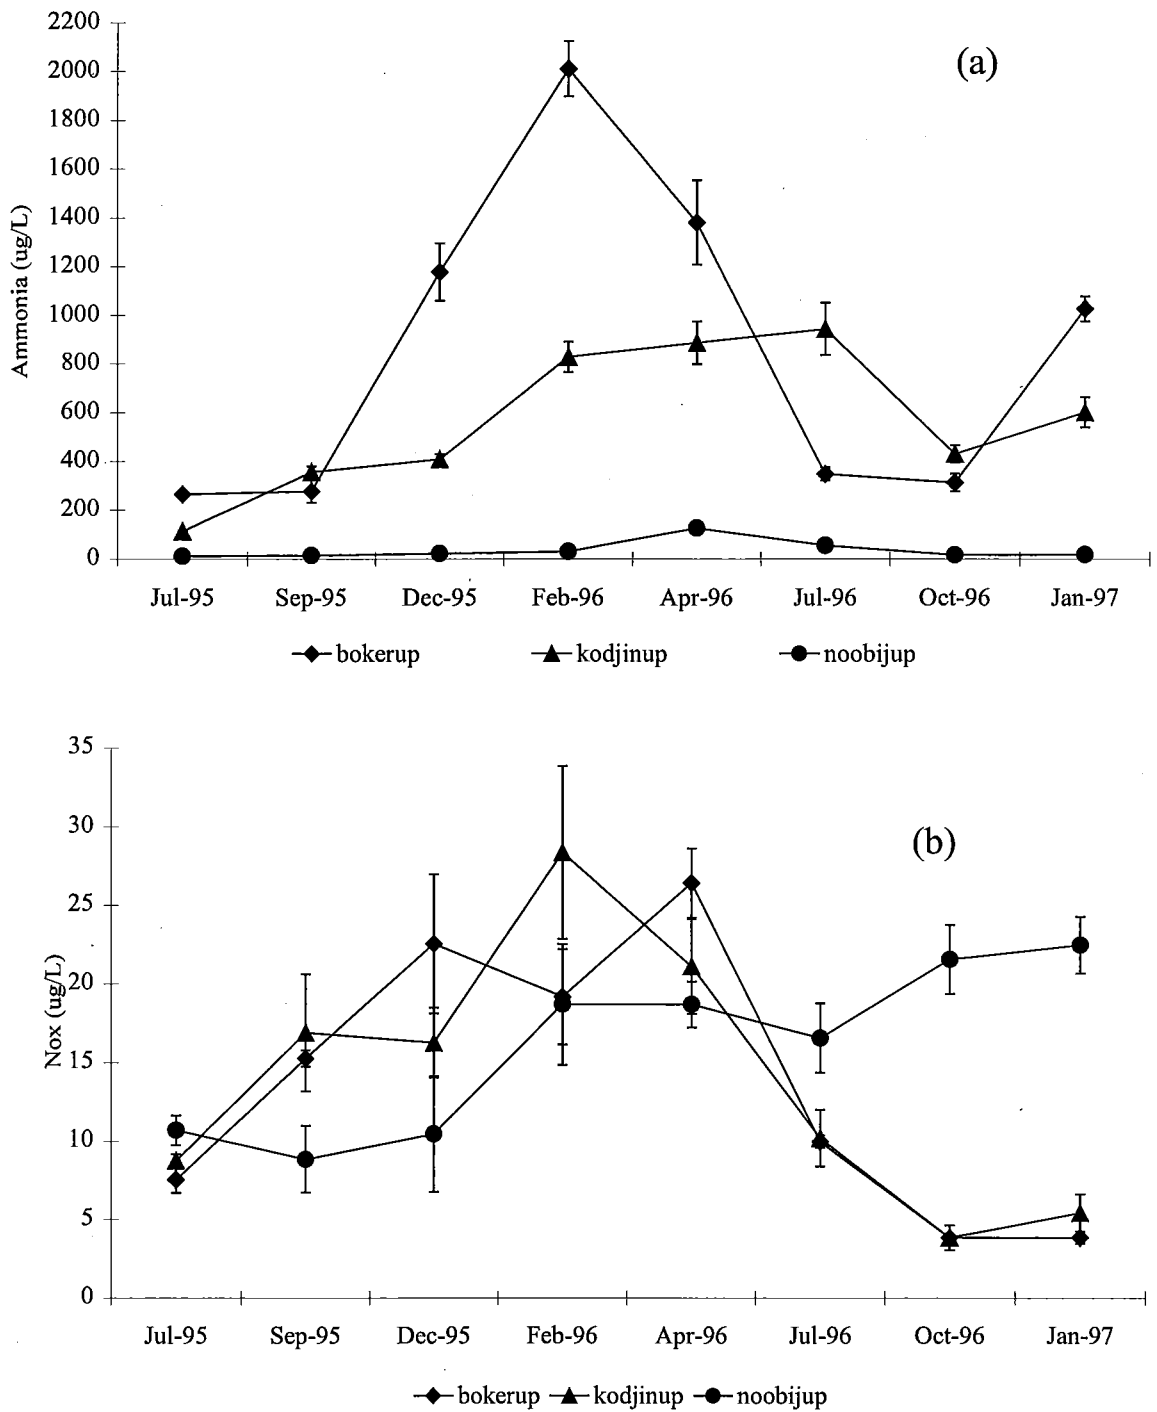 2200
2000
(a)
1800
1600
1400
1200
1000
800
600
400
200
0
Ammonia (ug/L)
Jul-95 Sep-95 Dec-95 Feb-96 Apr-96 Jul-96 Oct-96 Jan-97
bokerup kodjinup noobijup
35
30
(b)
25
20
15
10
5
0
Nox (ug/L)
Jul-95 Sep-95 Dec-95 Feb-96 Apr-96 Jul-96 Oct-96 Jan-97
bokerup kodjinup noobijup